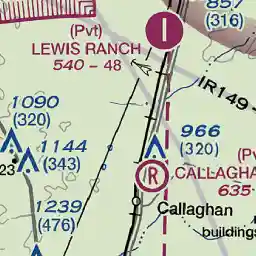 857
(316)
(Pvt)
LEWIS RANCH
540 - 48
IR149
1090
(320)
1144
(343)
966
(320)
R
CALLAGHA
635
23
1239
(476)
Callaghan
buildings